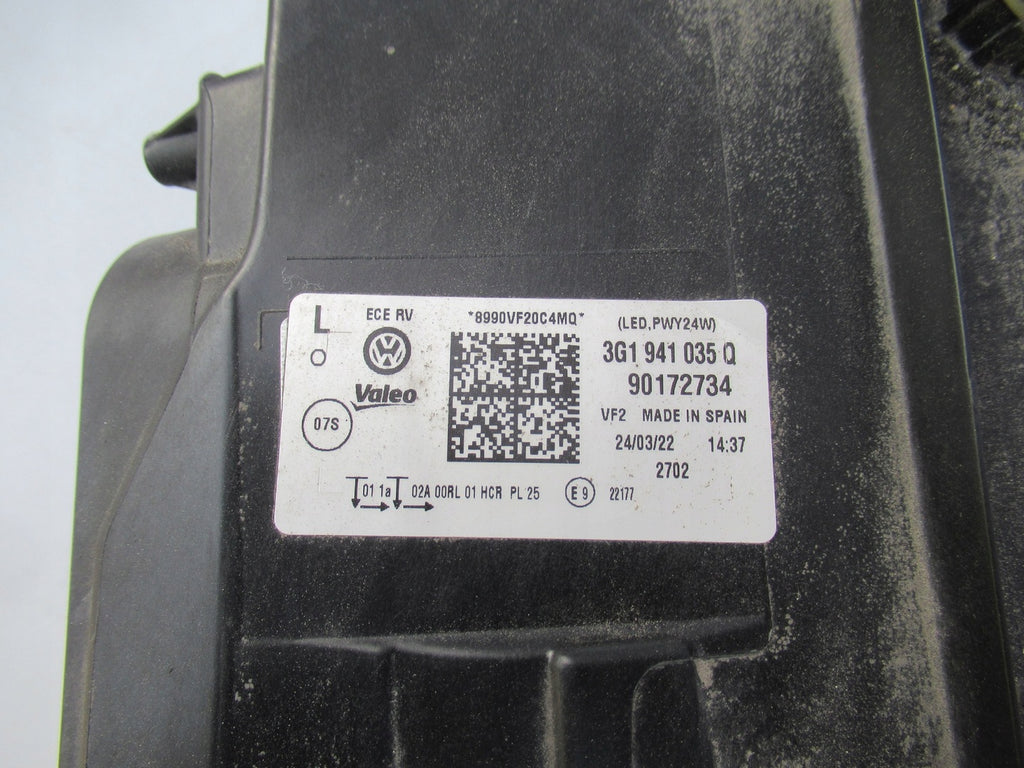 L ECE RV *8990VF20C4MQ* (LED,PWY24W)
O
Valeo
07S
3G1 941 035 Q
90172734
VF2 MADE IN SPAIN
24/03/22 14:37
2702
01 1a 02A 00RL 01 HCR PL 25 E 9 22177